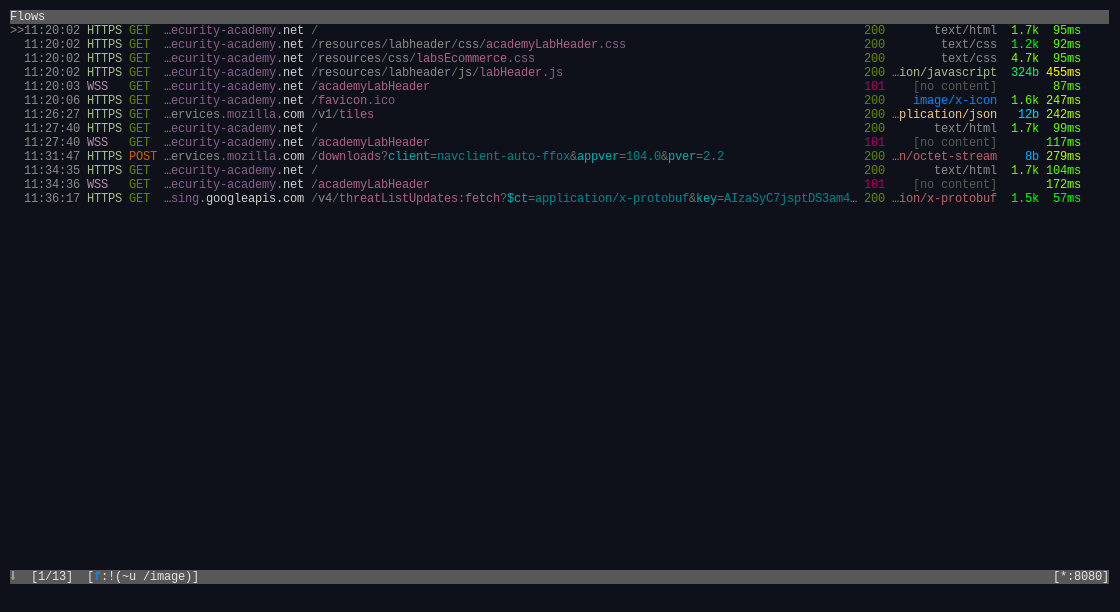 Flows
>>11:20:02 HTTPS GET …ecurity-academy.net / 200 text/html 1.7k 95ms
11:20:02 HTTPS GET …ecurity-academy.net /resources/labheader/css/academyLabHeader.css 200 text/css 1.2k 92ms
11:20:02 HTTPS GET …ecurity-academy.net /resources/css/labsEcommerce.css 200 text/css 4.7k 95ms
11:20:02 HTTPS GET …ecurity-academy.net /resources/labheader/js/labHeader.js 200 …ion/javascript 324b 455ms
11:20:03 WSS GET …ecurity-academy.net /academyLabHeader 101 [no content] 87ms
11:20:06 HTTPS GET …ecurity-academy.net /favicon.ico 200 image/x-icon 1.6k 247ms
11:26:27 HTTPS GET …ervices.mozilla.com /v1/tiles 200 …plication/json 12b 242ms
11:27:40 HTTPS GET …ecurity-academy.net / 200 text/html 1.7k 99ms
11:27:40 WSS GET …ecurity-academy.net /academyLabHeader 101 [no content] 117ms
11:31:47 HTTPS POST …ervices.mozilla.com /downloads?client=navclient-auto-ffox&appver=104.0&pver=2.2 200 …n/octet-stream 8b 279ms
11:34:35 HTTPS GET …ecurity-academy.net / 200 text/html 1.7k 104ms
11:34:36 WSS GET …ecurity-academy.net /academyLabHeader 101 [no content] 172ms
11:36:17 HTTPS GET …sing.googleapis.com /v4/threatListUpdates:fetch?$ct=application/x-protobuf&key=AIzaSyC7jsptDS3am4… 200 …ion/x-protobuf 1.5k 57ms
⇩ [1/13] [f:!(~u /image)] [*:8080]